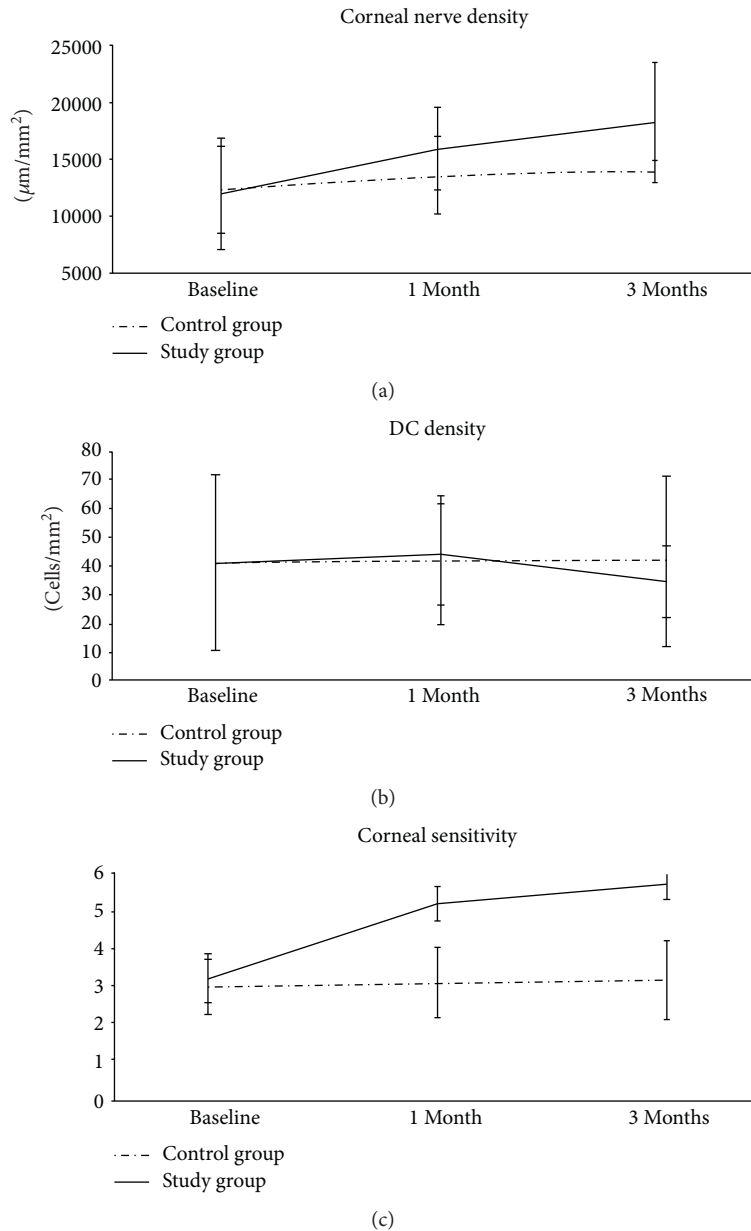 Corneal nerve density
25000
20000
15000
10000
5000
(μm/mm²)
Baseline
1 Month
3 Months
Control group
Study group
(a)
DC density
80
70
60
50
40
30
20
10
0
(Cells/mm²)
Baseline
1 Month
3 Months
Control group
Study group
(b)
Corneal sensitivity
6
5
4
3
2
1
0
Baseline
1 Month
3 Months
Control group
Study group
(c)